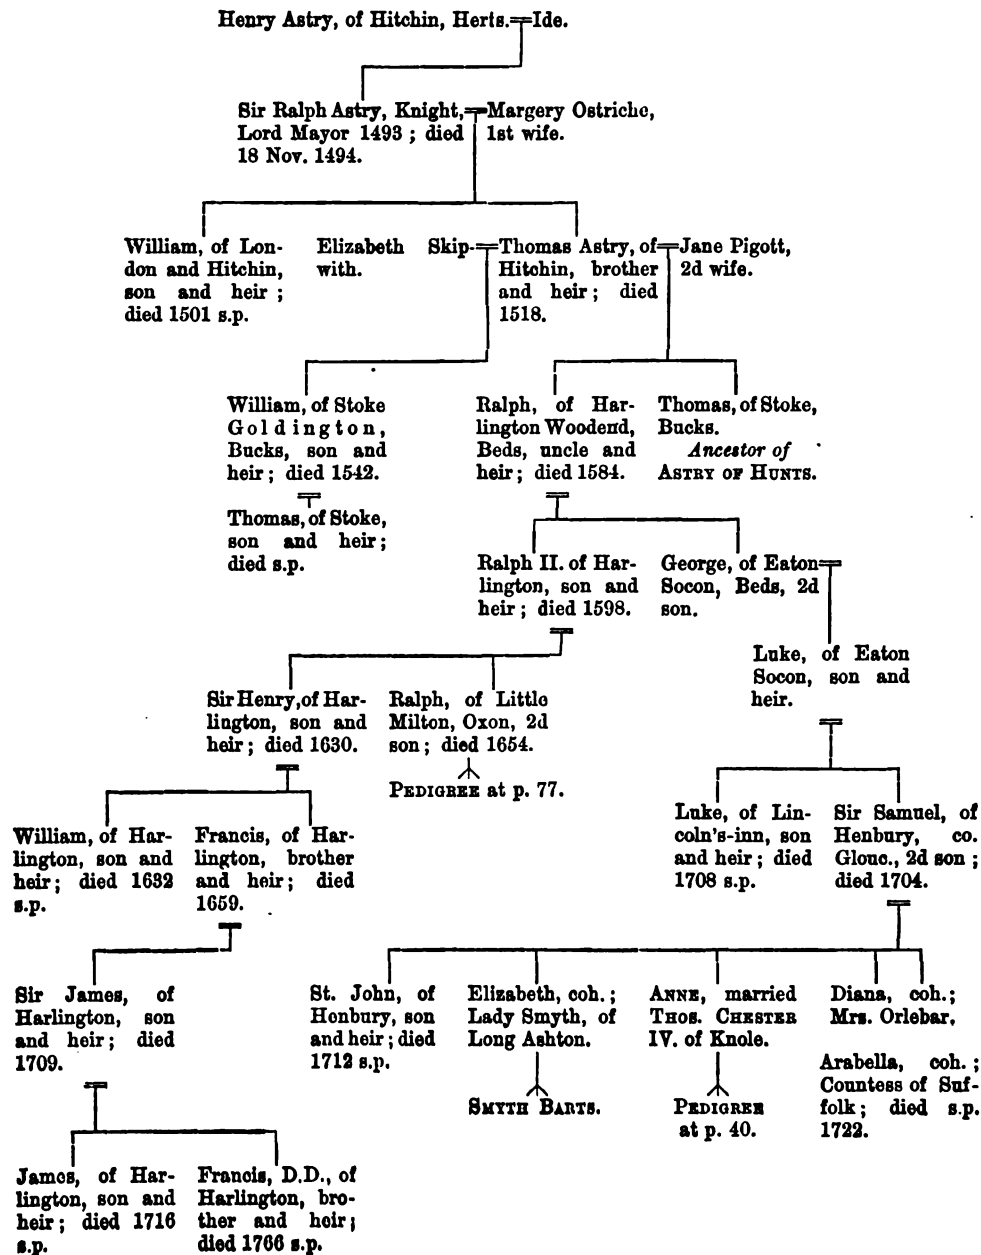 Henry Astry, of Hitchin, Herts.=Ide.
Sir Ralph Astry, Knight,
Lord Mayor 1493 ; died
18 Nov. 1494.
Margery Ostriche,
1st wife.
William, of Lon-
don and Hitchin,
son and heir ;
died 1501 s.p.
Elizabeth Skip-
with.
Thomas Astry, of
Hitchin, brother
and heir; died
1518.
Jane Pigott,
2d wife.
William, of Stoke
Goldington,
Bucks, son and
heir; died 1542.
Ralph, of Har-
lington Woodend,
Beds, uncle and
heir; died 1584.
Thomas, of Stoke,
Bucks.
Ancestor of
ASTRY OF HUNTS.
Thomas, of Stoke,
son and heir;
died s.p.
Ralph II. of Har-
lington, son and
heir; died 1598.
George, of Eaton
Socon, Beds, 2d
son.
Luke, of Eaton
Socon, son and
heir.
Sir Henry, of Har-
lington, son and
heir; died 1630.
Ralph, of Little
Milton, Oxon, 2d
son; died 1654.
PEDIGREE at p. 77.
Luke, of Lin-
coln's-inn, son
and heir; died
1708 s.p.
Sir Samuel, of
Henbury, co.
Glouc., 2d son ;
died 1704.
William, of Har-
lington, son and
heir; died 1632
s.p.
Francis, of Har-
lington, brother
and heir; died
1659.
Sir James, of
Harlington, son
and heir; died
1709.
St. John, of
Henbury, son
and heir; died
1712 s.p.
Elizabeth, coh. ;
Lady Smyth, of
Long Ashton.
SMYTH BARTS.
ANNE, married
THOS. CHESTER
IV. of Knole.
PEDIGREE
at p. 40.
Diana, coh. ;
Mrs. Orlebar.
Arabella, coh. ;
Countess of Suf-
folk; died s.p.
1722.
James, of Har-
lington, son and
heir; died 1716
s.p.
Francis, D.D., of
Harlington, bro-
ther and heir;
died 1766 s.p.